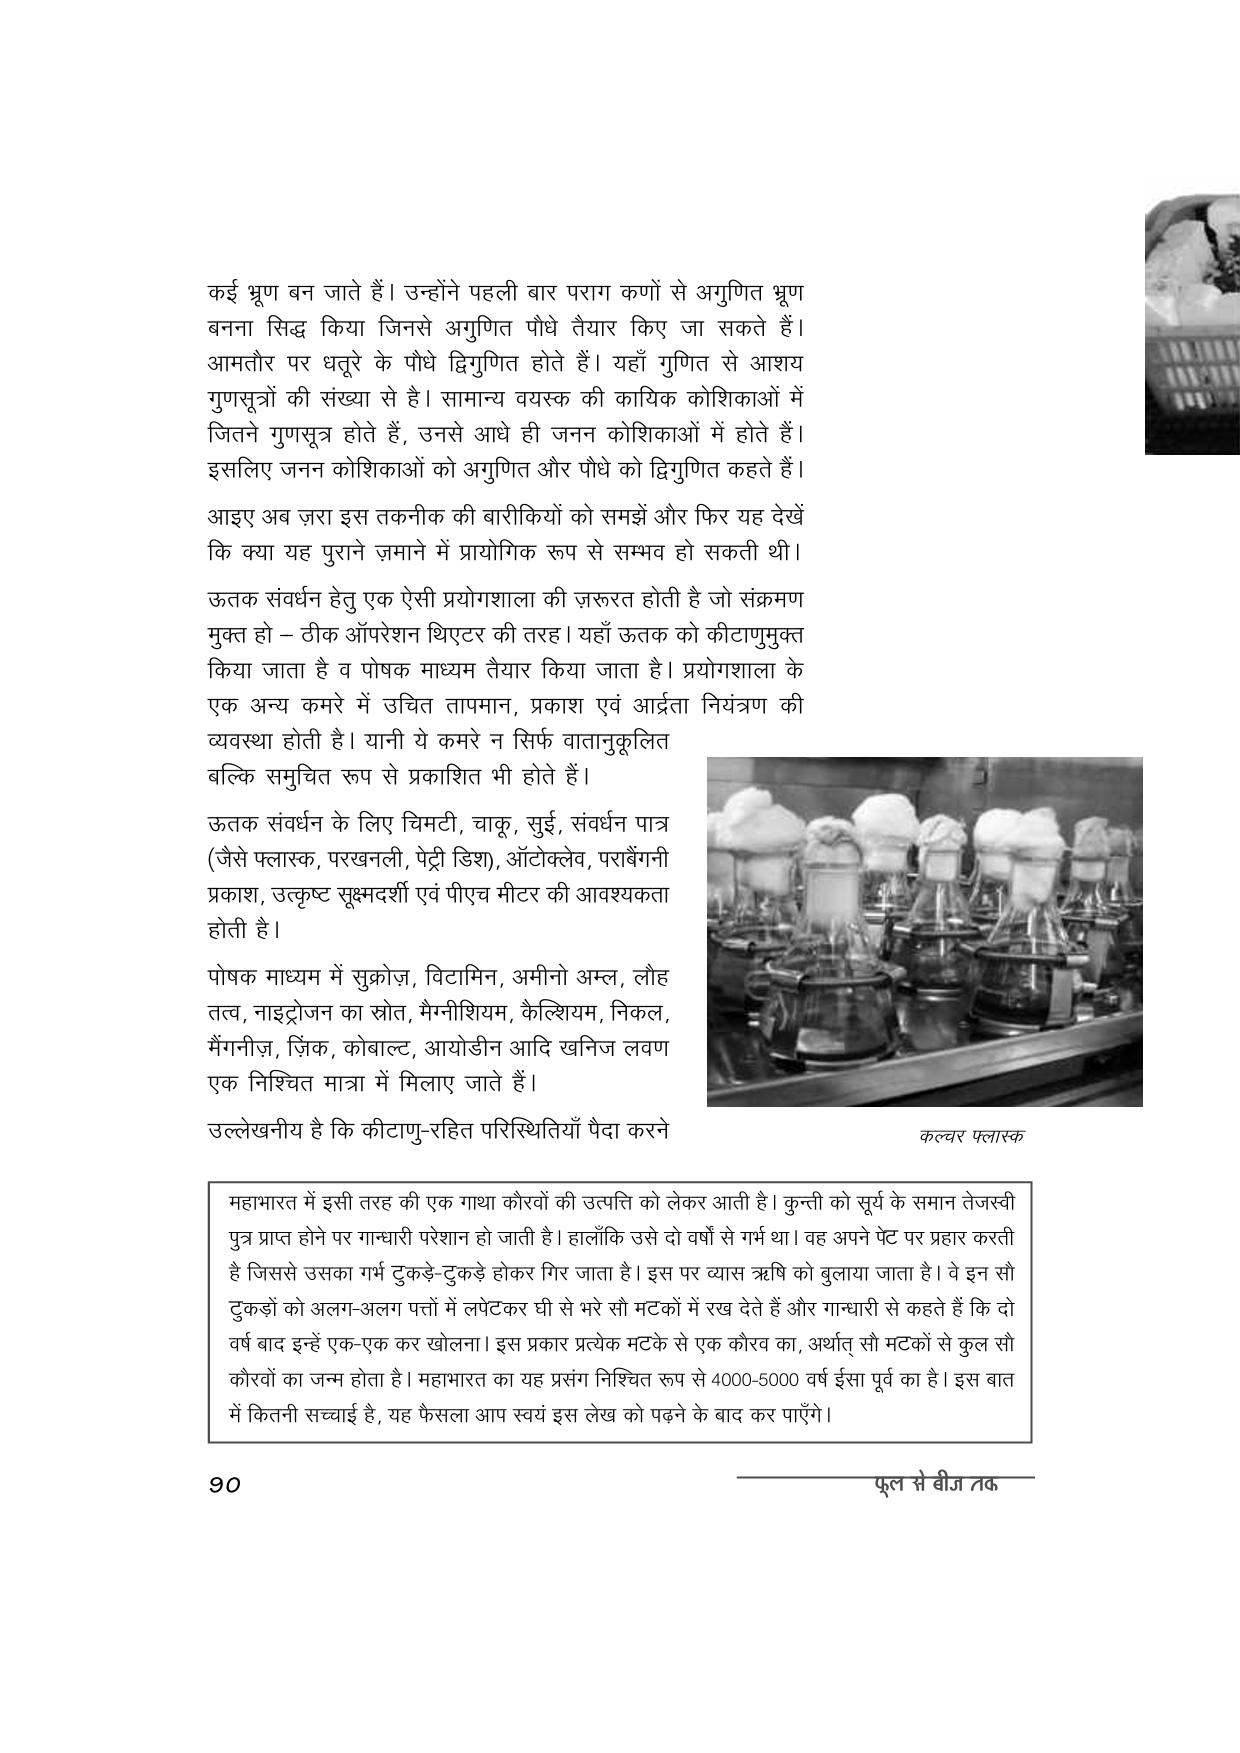 कई भ्रूण बन जाते हैं। उन्होंने पहली बार पराग कणों से अगुणित भ्रूण
बनना सिद्ध किया जिनसे अगुणित पौधे तैयार किए जा सकते हैं।
आमतौर पर धतूरे के पौधे द्विगुणित होते हैं। यहाँ गुणित से आशय
गुणसूत्रों की संख्या से है। सामान्य वयस्क की कायिक कोशिकाओं में
जितने गुणसूत्र होते हैं, उनसे आधे ही जनन कोशिकाओं में होते हैं।
इसलिए जनन कोशिकाओं को अगुणित और पौधे को द्विगुणित कहते हैं।
आइए अब ज़रा इस तकनीक की बारीकियों को समझें और फिर यह देखें
कि क्या यह पुराने ज़माने में प्रायोगिक रूप से सम्भव हो सकती थी।
ऊतक संवर्धन हेतु एक ऐसी प्रयोगशाला की ज़रूरत होती है जो संक्रमण
मुक्त हो – ठीक ऑपरेशन थिएटर की तरह। यहाँ ऊतक को कीटाणुमुक्त
किया जाता है व पोषक माध्यम तैयार किया जाता है। प्रयोगशाला के
एक अन्य कमरे में उचित तापमान, प्रकाश एवं आर्द्रता नियंत्रण की
व्यवस्था होती है। यानी ये कमरे न सिर्फ वातानुकूलित
बल्कि समुचित रूप से प्रकाशित भी होते हैं।
ऊतक संवर्धन के लिए चिमटी, चाकू, सुई, संवर्धन पात्र
(जैसे फ्लास्क, परखनली, पेट्री डिश), ऑटोक्लेव, पराबैंगनी
प्रकाश, उत्कृष्ट सूक्ष्मदर्शी एवं पीएच मीटर की आवश्यकता
होती है।
पोषक माध्यम में सुक्रोज़, विटामिन, अमीनो अम्ल, लौह
तत्व, नाइट्रोजन का स्रोत, मैग्नीशियम, कैल्शियम, निकल,
मैंगनीज़, ज़िंक, कोबाल्ट, आयोडीन आदि खनिज लवण
एक निश्चित मात्रा में मिलाए जाते हैं।
उल्लेखनीय है कि कीटाणु-रहित परिस्थितियाँ पैदा करने
कल्चर फ्लास्क
महाभारत में इसी तरह की एक गाथा कौरवों की उत्पत्ति को लेकर आती है। कुन्ती को सूर्य के समान तेजस्वी
पुत्र प्राप्त होने पर गान्धारी परेशान हो जाती है। हालाँकि उसे दो वर्षों से गर्भ था। वह अपने पेट पर प्रहार करती
है जिससे उसका गर्भ टुकड़े-टुकड़े होकर गिर जाता है। इस पर व्यास ऋषि को बुलाया जाता है। वे इन सौ
टुकड़ों को अलग-अलग पत्तों में लपेटकर घी से भरे सौ मटकों में रख देते हैं और गान्धारी से कहते हैं कि दो
वर्ष बाद इन्हें एक-एक कर खोलना। इस प्रकार प्रत्येक मटके से एक कौरव का, अर्थात् सौ मटकों से कुल सौ
कौरवों का जन्म होता है। महाभारत का यह प्रसंग निश्चित रूप से 4000-5000 वर्ष ईसा पूर्व का है। इस बात
में कितनी सच्चाई है, यह फैसला आप स्वयं इस लेख को पढ़ने के बाद कर पाएँगे।
90
फूल से बीज तक